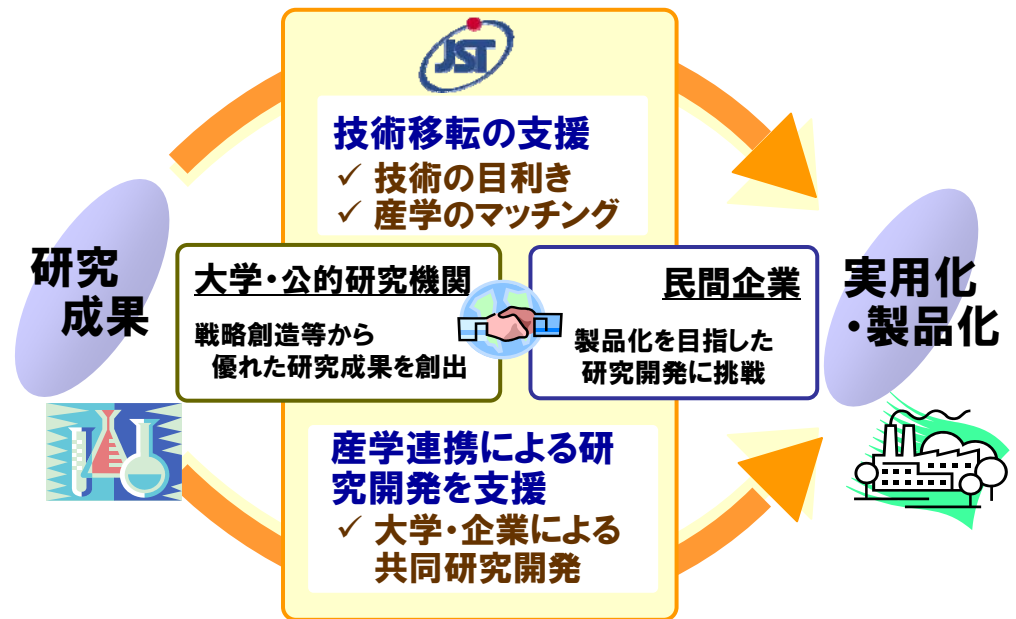 JST
技術移転の支援
✓ 技術の目利き
✓ 産学のマッチング
研究
成果
大学・公的研究機関
戦略創造等から
優れた研究成果を創出
民間企業
製品化を目指した
研究開発に挑戦
実用化
・製品化
産学連携による研
究開発を支援
✓ 大学・企業による
共同研究開発